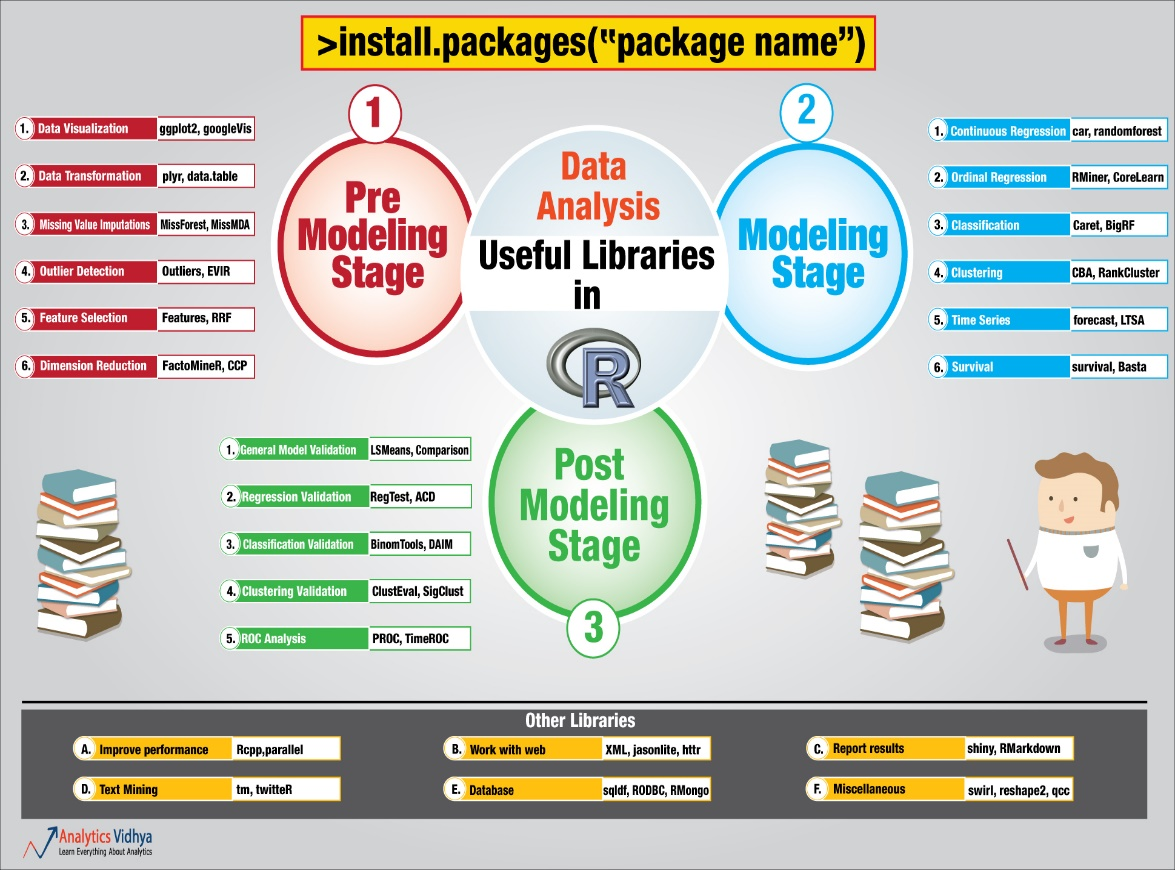 >install.packages(“package name”)
1
Pre
Modeling
Stage
1. Data Visualization ggplot2, googleVis
2. Data Transformation plyr, data.table
3. Missing Value Imputations MissForest, MissMDA
4. Outlier Detection Outliers, EVIR
5. Feature Selection Features, RRF
6. Dimension Reduction FactoMineR, CCP
Data
Analysis
Useful Libraries
in
R
2
Modeling
Stage
1. Continuous Regression car, randomforest
2. Ordinal Regression RMiner, CoreLearn
3. Classification Caret, BigRF
4. Clustering CBA, RankCluster
5. Time Series forecast, LTSA
6. Survival survival, Basta
Post
Modeling
Stage
3
1. General Model Validation LSMeans, Comparison
2. Regression Validation RegTest, ACD
3. Classification Validation BinomTools, DAIM
4. Clustering Validation ClustEval, SigClust
5. ROC Analysis PROC, TimeROC
Other Libraries
A. Improve performance Rcpp,parallel
B. Work with web XML, jasonlite, httr
C. Report results shiny, RMarkdown
D. Text Mining tm, twitteR
E. Database sqldf, RODBC, RMongo
F. Miscellaneous swirl, reshape2, qcc
Analytics Vidhya
Learn Everything About Analytics